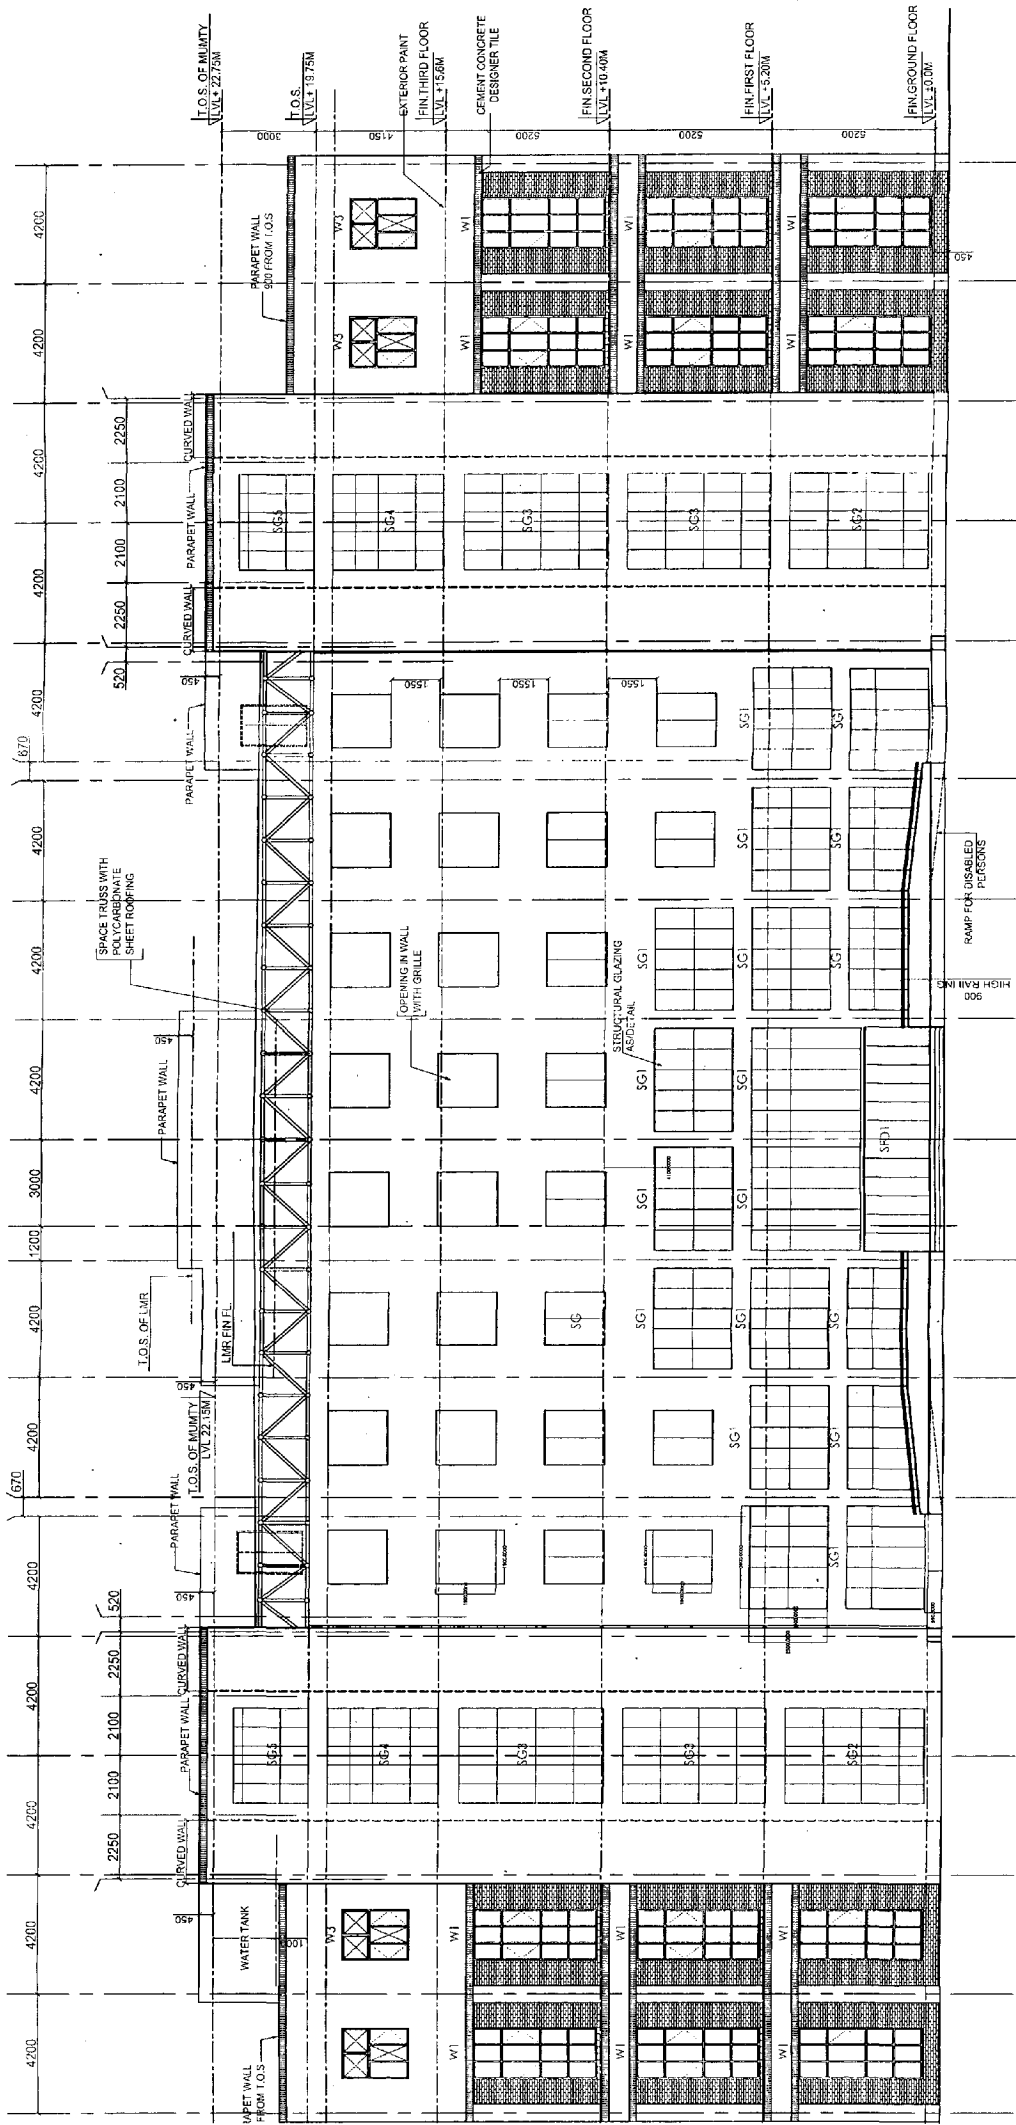 4200 4200 4200 4200 4200 670 4200 4200 1200 3000 4200 4200 4200 670 4200 4200 4200 4200 4200
2250 2100 2100 2250 520
520 2250 2100 2100 2250
SPACE TRUSS WITH
POLYCARBONATE
SHEET ROOFING
T.O.S. OF LMR
PARAPET WALL
450
PARAPET WALL
T.O.S. OF MUMTY
LVL 22.15M
450
450
CURVED WALL
PARAPET WALL
CURVED WALL
450
WATER TANK
1000
PARAPET WALL
450
CURVED WALL
PARAPET WALL
CURVED WALL
T.O.S. OF MUMTY
LVL + 22.75M
LMR FIN FL.
FROM T.O.S
PARAPET WALL
900 FROM T.O.S
3000
T.O.S.
LVL + 19.75M
SG5
SG5
W3
W3
W3
4150
EXTERIOR PAINT
SG4
SG4
OPENING IN WALL
WITH GRILLE
1550
1550
1550
FIN.THIRD FLOOR
LVL +15.6M
CEMENT CONCRETE
DESIGNER TILE
W1 W1
W1 W1
SG3
SG3
SG
5200
FIN.SECOND FLOOR
LVL +10.40M
STRUCTURAL GLAZING
AS/DETAIL
W1 W1
W1 W1
SG3
SG3
SG1 SG1 SG1 SG1
5200
FIN.FIRST FLOOR
LVL +5.20M
SG1 SG1 SG1 SG1 SG1 SG1 SG1
W1 W1
W1 W1
SG2
SG2
SG1 SG1 SG1 SG1 SG1 SG1
SFD1
5200
FIN.GROUND FLOOR
LVL ±0.0M
450
900
HIGH RAILING
RAMP FOR DISABLED
PERSONS